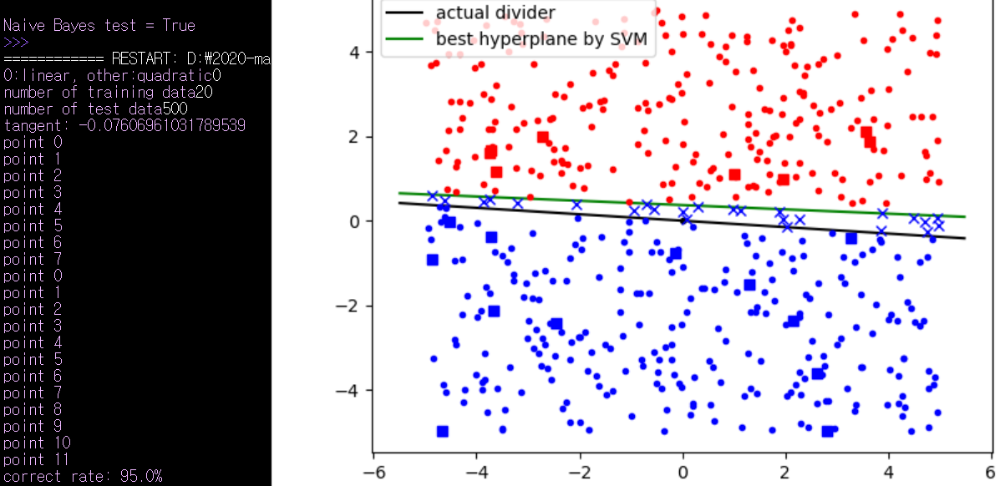 Naive Bayes test = True
>>>
============ RESTART: D:₩2020-ma
0:linear, other:quadratic0
number of training data20
number of test data500
tangent: -0.07606961031789539
point 0
point 1
point 2
point 3
point 4
point 5
point 6
point 7
point 0
point 1
point 2
point 3
point 4
point 5
point 6
point 7
point 8
point 9
point 10
point 11
correct rate: 95.0%
actual divider
best hyperplane by SVM
4
2
0
−2
−4
−6 −4 −2 0 2 4 6